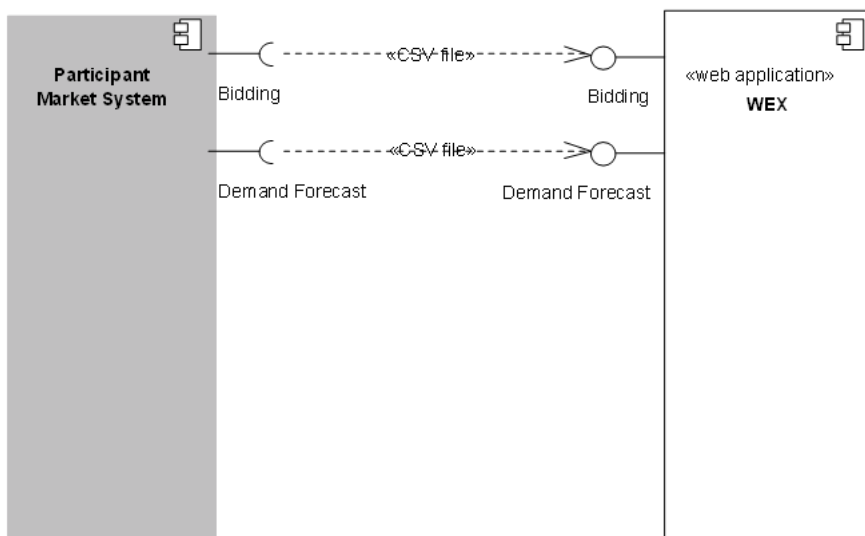 Participant
Market System
«CSV file»
Bidding
Bidding
«web application»
WEX
«CSV file»
Demand Forecast
Demand Forecast